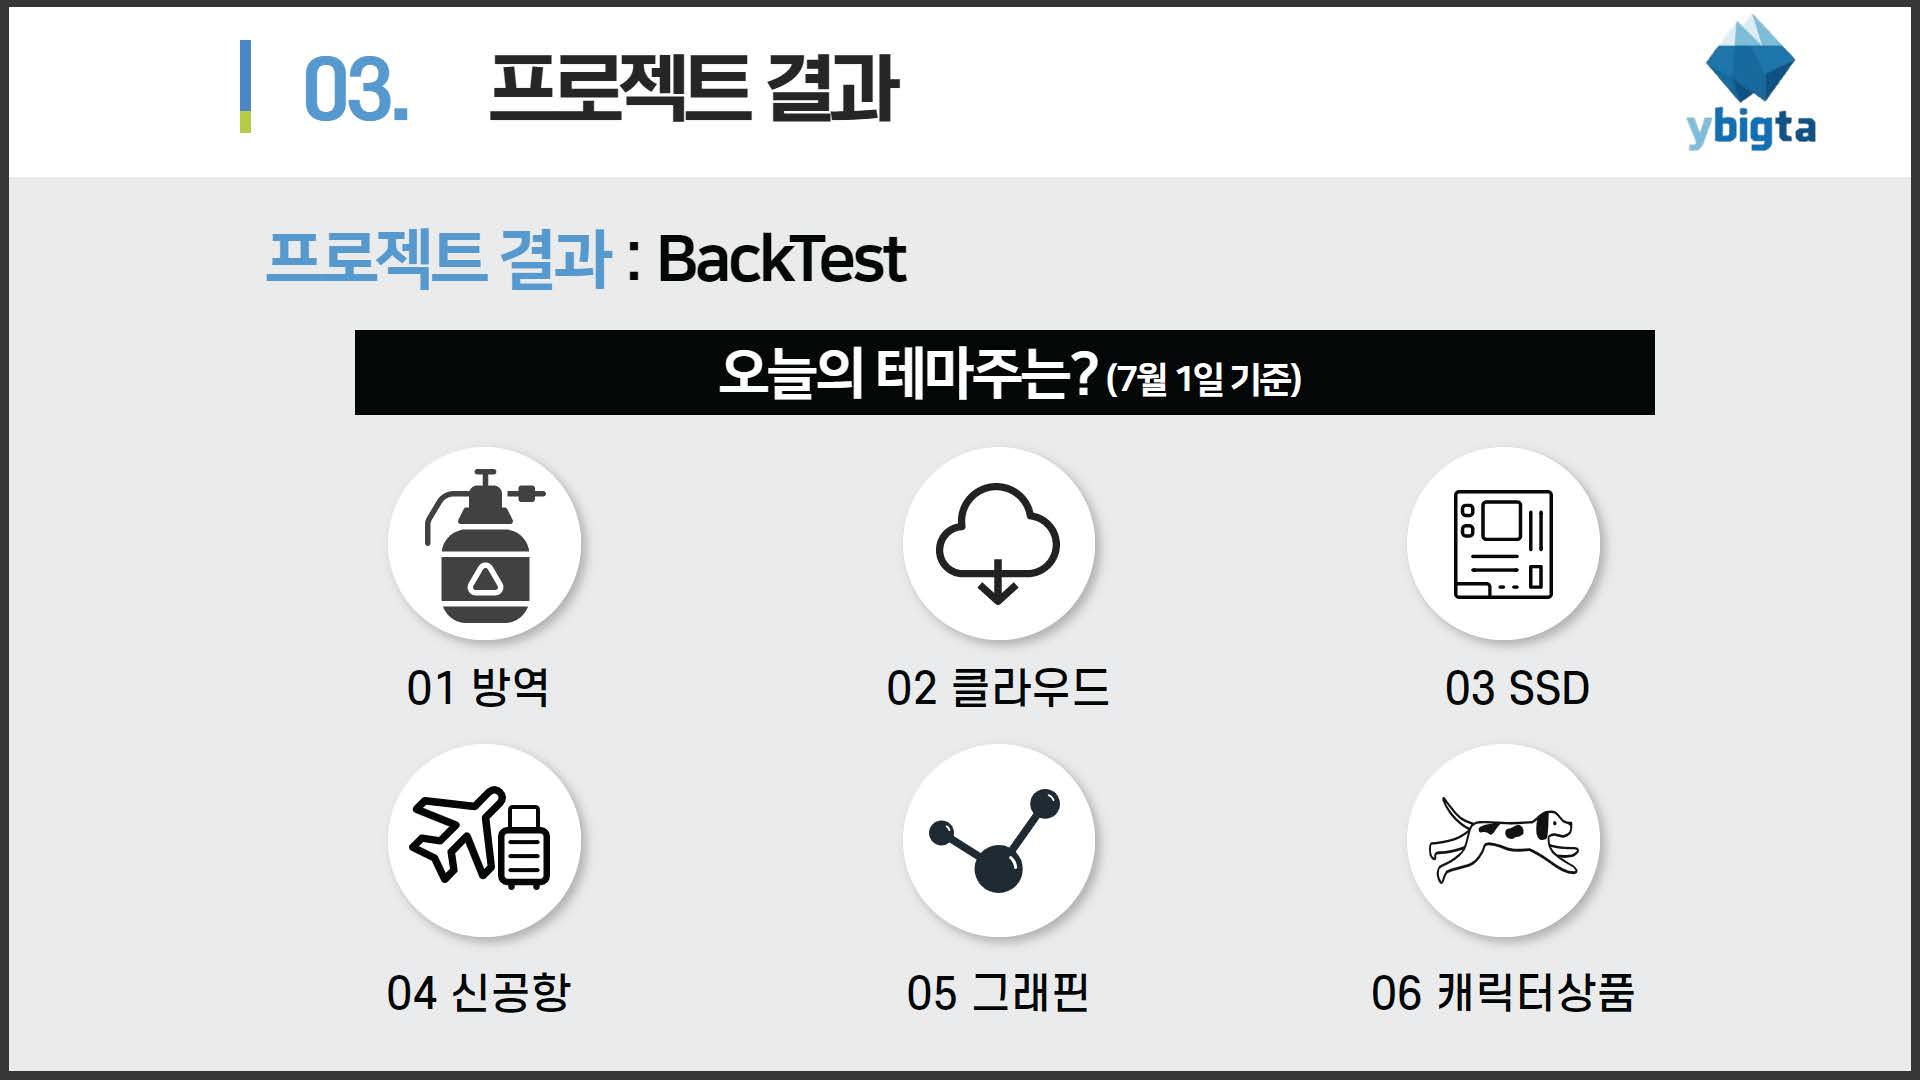 03. 프로젝트 결과
ybigta
프로젝트 결과 : BackTest
오늘의 테마주는? (7월 1일 기준)
01 방역
02 클라우드
03 SSD
04 신공항
05 그래핀
06 캐릭터상품